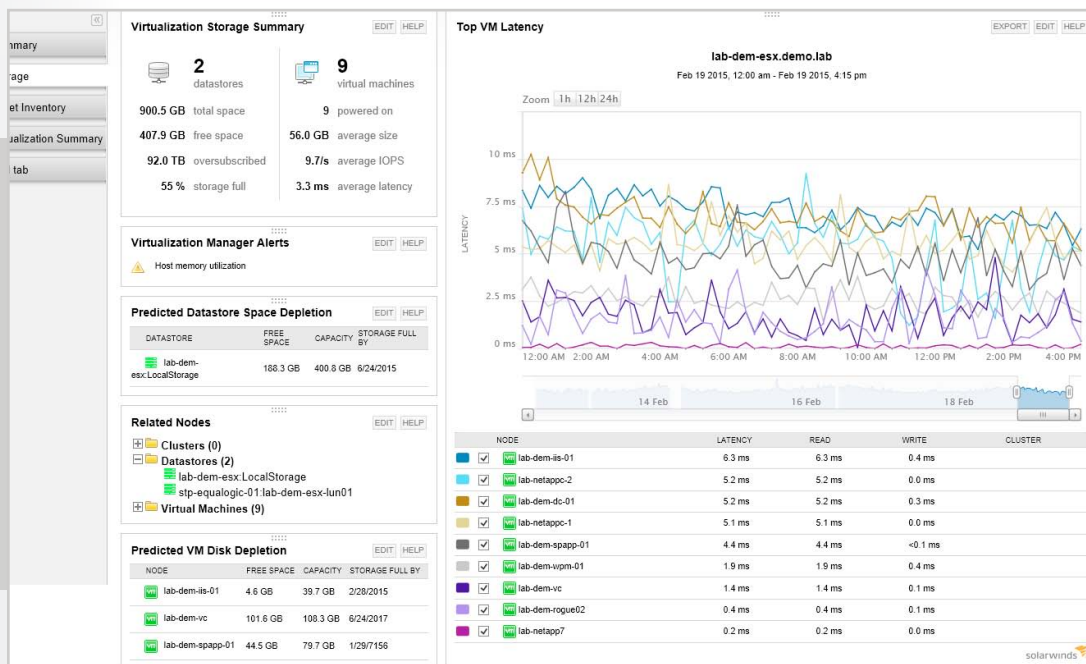 mmary
rage
et Inventory
ualization Summary
tab
Virtualization Storage Summary EDIT HELP
2 datastores
9 virtual machines
900.5 GB total space 9 powered on
407.9 GB free space 56.0 GB average size
92.0 TB oversubscribed 9.7/s average IOPS
55 % storage full 3.3 ms average latency
Virtualization Manager Alerts EDIT HELP
Host memory utilization
Predicted Datastore Space Depletion EDIT HELP
DATASTORE FREE SPACE CAPACITY STORAGE FULL BY
lab-dem-
esx:LocalStorage 188.3 GB 400.8 GB 6/24/2015
Related Nodes EDIT HELP
Clusters (0)
Datastores (2)
lab-dem-esx:LocalStorage
stp-equalogic-01:lab-dem-esx-lun01
Virtual Machines (9)
Predicted VM Disk Depletion EDIT HELP
NODE FREE SPACE CAPACITY STORAGE FULL BY
vm lab-dem-iis-01 4.6 GB 39.7 GB 2/28/2015
vm lab-dem-vc 101.6 GB 108.3 GB 6/24/2017
vm lab-dem-spapp-01 44.5 GB 79.7 GB 1/29/7156
Top VM Latency EXPORT EDIT HELP
lab-dem-esx.demo.lab
Feb 19 2015, 12:00 am - Feb 19 2015, 4:15 pm
Zoom 1h 12h 24h
LATENCY
10 ms
7.5 ms
5 ms
2.5 ms
0 ms
12:00 AM 2:00 AM 4:00 AM 6:00 AM 8:00 AM 10:00 AM 12:00 PM 2:00 PM 4:00 PM
14 Feb 16 Feb 18 Feb
NODE LATENCY READ WRITE CLUSTER
vm lab-dem-iis-01 6.3 ms 6.3 ms 0.4 ms
vm lab-netappc-2 5.2 ms 5.2 ms 0.0 ms
vm lab-dem-dc-01 5.2 ms 5.2 ms 0.3 ms
vm lab-netappc-1 5.1 ms 5.1 ms 0.0 ms
vm lab-dem-spapp-01 4.4 ms 4.4 ms <0.1 ms
vm lab-dem-wpm-01 1.9 ms 1.9 ms 0.4 ms
vm lab-dem-vc 1.4 ms 1.4 ms 0.1 ms
vm lab-dem-rogue02 0.4 ms 0.4 ms 0.1 ms
vm lab-netapp7 0.2 ms 0.2 ms 0.0 ms
solarwinds